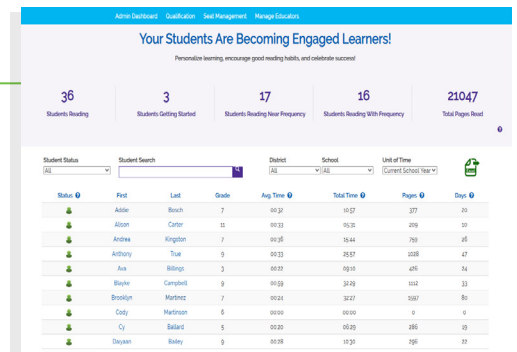 Admin Dashboard Qualification Seat Management Manage Educators
Your Students Are Becoming Engaged Learners!
Personalize learning, encourage good reading habits, and celebrate success!
36 3 17 16 21047
Students Reading Students Getting Started Students Reading Near Frequency Students Reading With Frequency Total Pages Read
Student Status Student Search District School Unit of Time
All All All Current School Year
Status First Last Grade Avg. Time Total Time Pages Days
Addie Bosch 7 00:32 10:57 377 20
Alison Carter 11 00:33 05:31 209 10
Andrea Kingston 7 00:36 15:44 759 26
Anthony True 9 00:33 25:57 1028 47
Ava Billings 3 00:22 09:10 426 24
Blayke Campbell 9 00:59 32:29 1112 33
Brooklyn Martinez 7 00:24 32:27 1597 80
Cody Martinson 6 00:00 00:00 0 0
Cy Ballard 5 00:20 06:29 286 19
Daiyaan Bailey 9 00:28 10:30 296 22